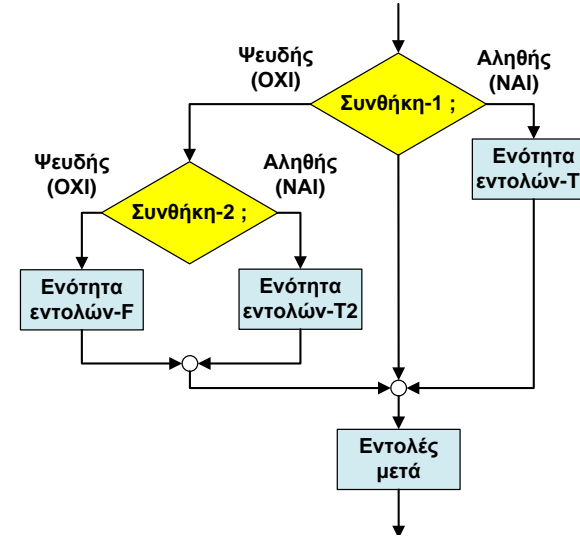 Ψευδής
(ΟΧΙ)
Αληθής
(ΝΑΙ)
Συνθήκη-1 ;
Ενότητα
εντολών-Τ
Ψευδής
(ΟΧΙ)
Αληθής
(ΝΑΙ)
Συνθήκη-2 ;
Ενότητα
εντολών-F
Ενότητα
εντολών-Τ2
Εντολές
μετά